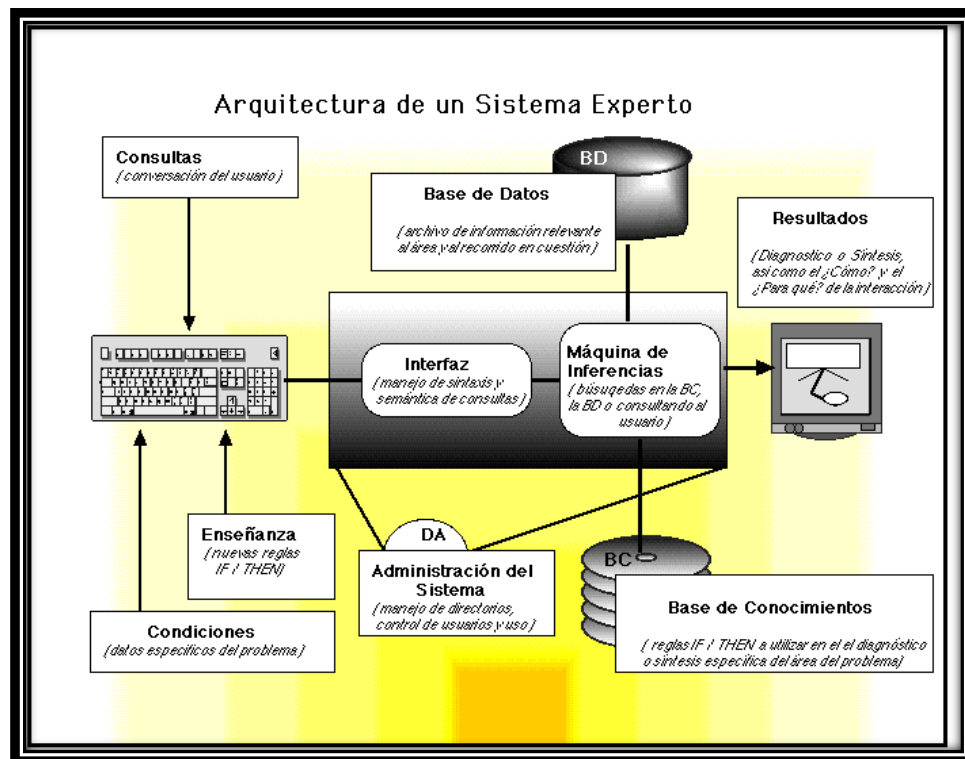 Arquitectura de un Sistema Experto
Consultas
(conversación del usuario)
BD
Base de Datos
(archivo de información relevante
al área y al recorrido en cuestión)
Resultados
(Diagnostico o Síntesis,
asi como el ¿Cómo? y el
¿Para qué? de la interacción)
Interfaz
(manejo de sintaxis y
semántica de consultas)
Máquina de
Inferencias
(búsuqedas en la BC,
la BD o consultando al
usuario)
Enseñanza
(nuevas reglas
IF / THEN)
DA
Administración del
Sistema
(manejo de directorios,
control de usuarios y uso)
BC
Base de Conocimientos
(reglas IF / THEN a utilizar en el el diagnóstico
o síntesis específica del área del problema)
Condiciones
(datos especificos del problema)